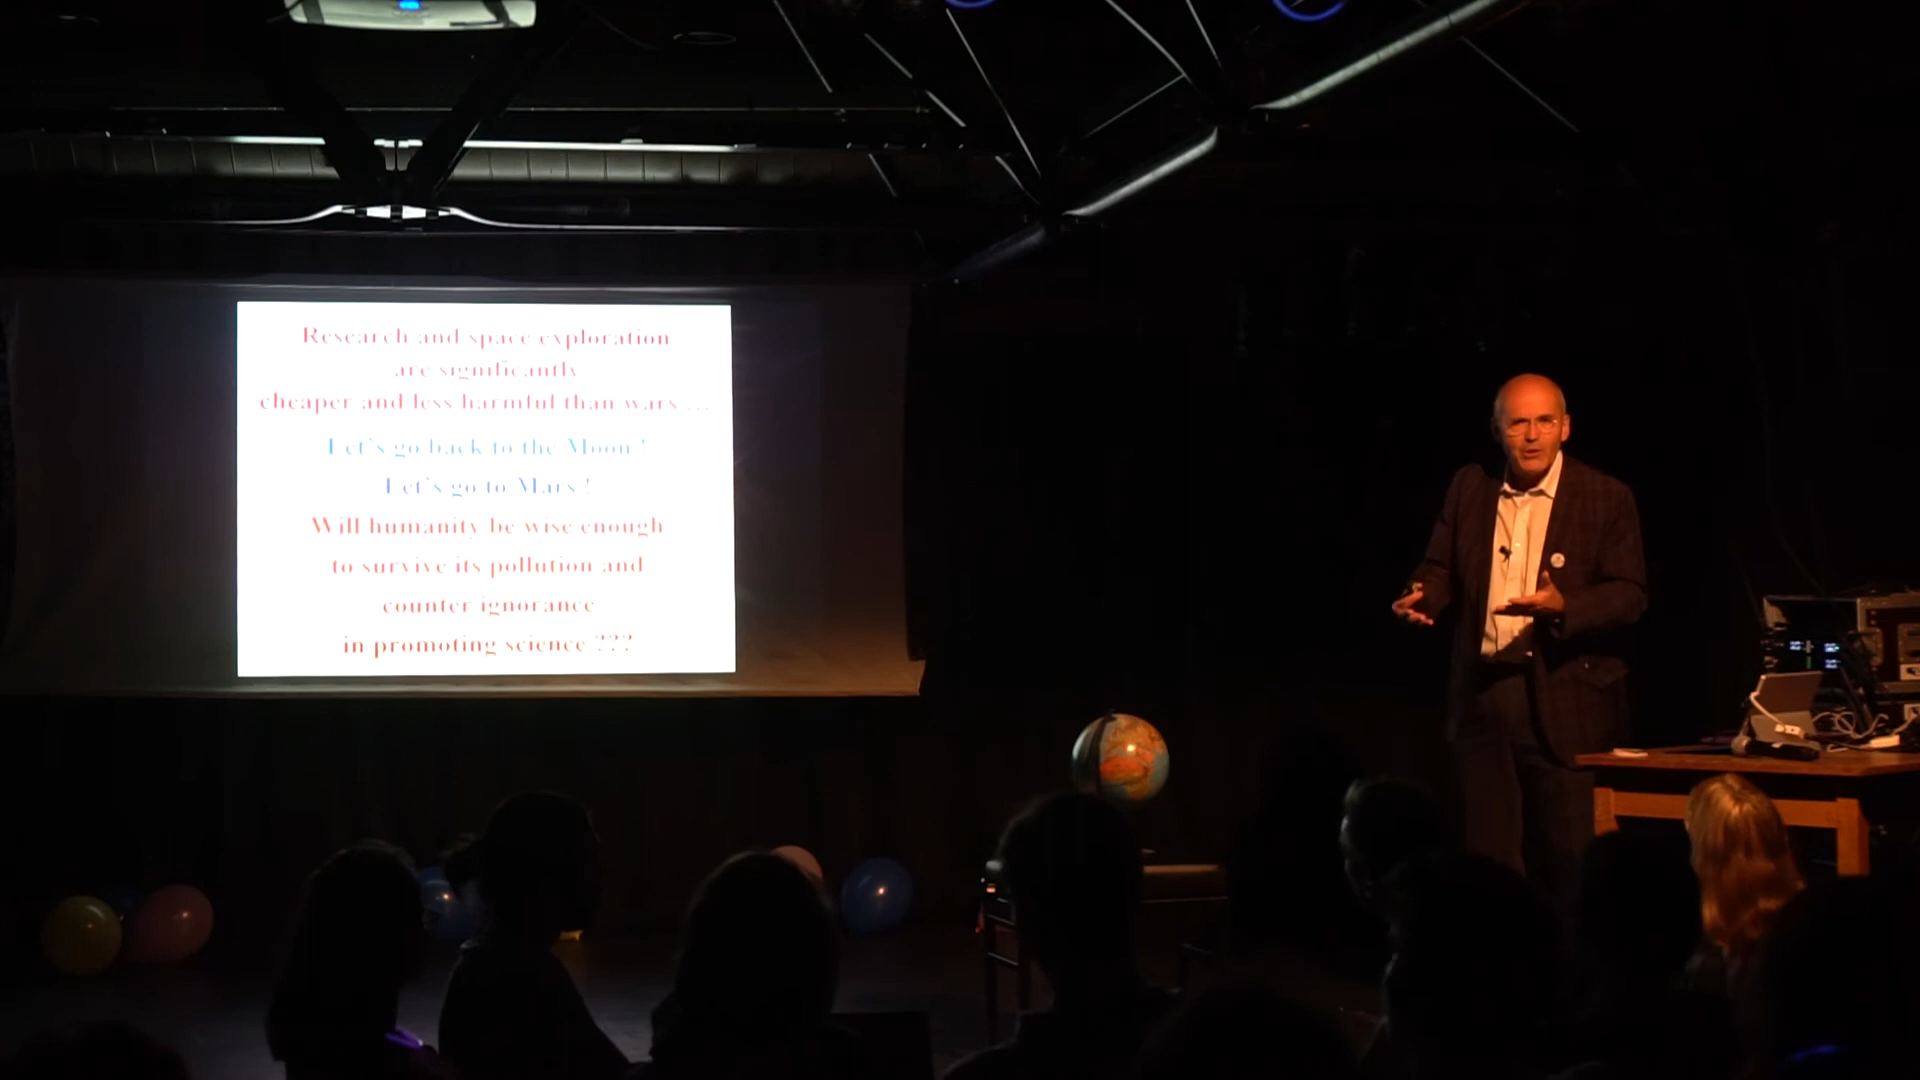 Research and space exploration
are significantly
cheaper and less harmful than wars ...
Let's go back to the Moon !
Let's go to Mars !
Will humanity be wise enough
to survive its pollution and
counter ignorance
in promoting science ???